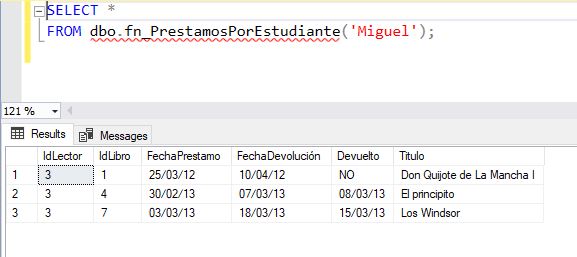 SELECT *
FROM dbo.fn_PrestamosPorEstudiante('Miguel');
121 %
Results Messages
IdLector IdLibro FechaPrestamo FechaDevolución Devuelto Titulo
1 3 1 25/03/12 10/04/12 NO Don Quijote de La Mancha I
2 3 4 30/02/13 07/03/13 08/03/13 El principito
3 3 7 03/03/13 18/03/13 15/03/13 Los Windsor